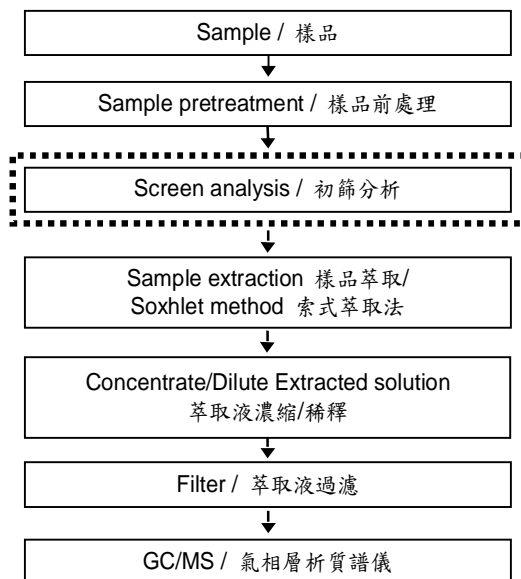 Sample / 樣品
Sample pretreatment / 樣品前處理
Screen analysis / 初篩分析
Sample extraction 樣品萃取/
Soxhlet method 索式萃取法
Concentrate/Dilute Extracted solution
萃取液濃縮/稀釋
Filter / 萃取液過濾
GC/MS / 氣相層析質譜儀